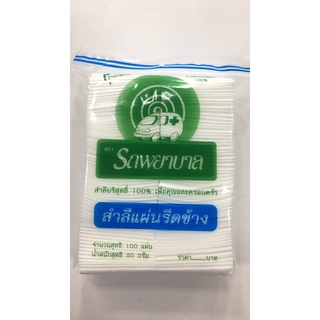 100%
ตรา
รถพยาบาล
สำลีบริสุทธิ์ 100% เพื่อคุณและครอบครัว
สำลีแผ่นรีดข้าง
จำนวนสุทธิ 100 แผ่น
น้ำหนักสุทธิ 50 กรัม ราคา........บาท